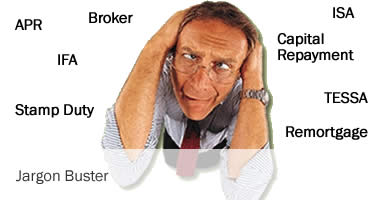 APR
Broker
ISA
IFA
Capital
Repayment
Stamp Duty
TESSA
Remortgage
Jargon Buster